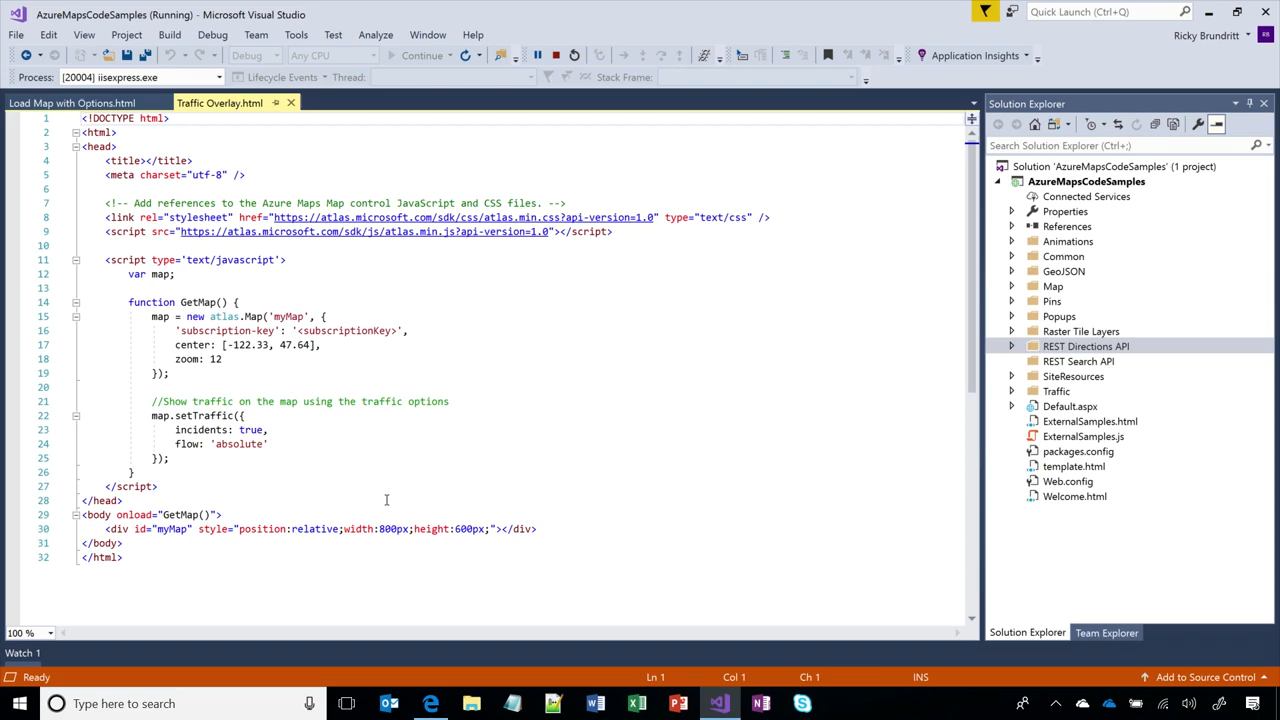 AzureMapsCodeSamples (Running) - Microsoft Visual Studio
Quick Launch (Ctrl+Q)
File Edit View Project Build Debug Team Tools Test Analyze Window Help
Ricky Brundritt RB
Debug Any CPU Continue Application Insights
Process: [20004] iisexpress.exe Lifecycle Events Thread: Stack Frame:
Load Map with Options.html Traffic Overlay.html
1 <!DOCTYPE html>
2 <html>
3 <head>
4 <title></title>
5 <meta charset="utf-8" />
6
7 <!-- Add references to the Azure Maps Map control JavaScript and CSS files. -->
8 <link rel="stylesheet" href="https://atlas.microsoft.com/sdk/css/atlas.min.css?api-version=1.0" type="text/css" />
9 <script src="https://atlas.microsoft.com/sdk/js/atlas.min.js?api-version=1.0"></script>
10
11 <script type='text/javascript'>
12 var map;
13
14 function GetMap() {
15 map = new atlas.Map('myMap', {
16 'subscription-key': '<subscriptionKey>',
17 center: [-122.33, 47.64],
18 zoom: 12
19 });
20
21 //Show traffic on the map using the traffic options
22 map.setTraffic({
23 incidents: true,
24 flow: 'absolute'
25 });
26 }
27 </script>
28 </head>
29 <body onload="GetMap()">
30 <div id="myMap" style="position:relative;width:800px;height:600px;"></div>
31 </body>
32 </html>
100 %
Solution Explorer
Search Solution Explorer (Ctrl+;)
Solution 'AzureMapsCodeSamples' (1 project)
AzureMapsCodeSamples
Connected Services
Properties
References
Animations
Common
GeoJSON
Map
Pins
Popups
Raster Tile Layers
REST Directions API
REST Search API
SiteResources
Traffic
Default.aspx
ExternalSamples.html
ExternalSamples.js
packages.config
template.html
Web.config
Welcome.html
Solution Explorer Team Explorer
Watch 1
Ready Ln 1 Col 1 Ch 1 INS Add to Source Control
Type here to search